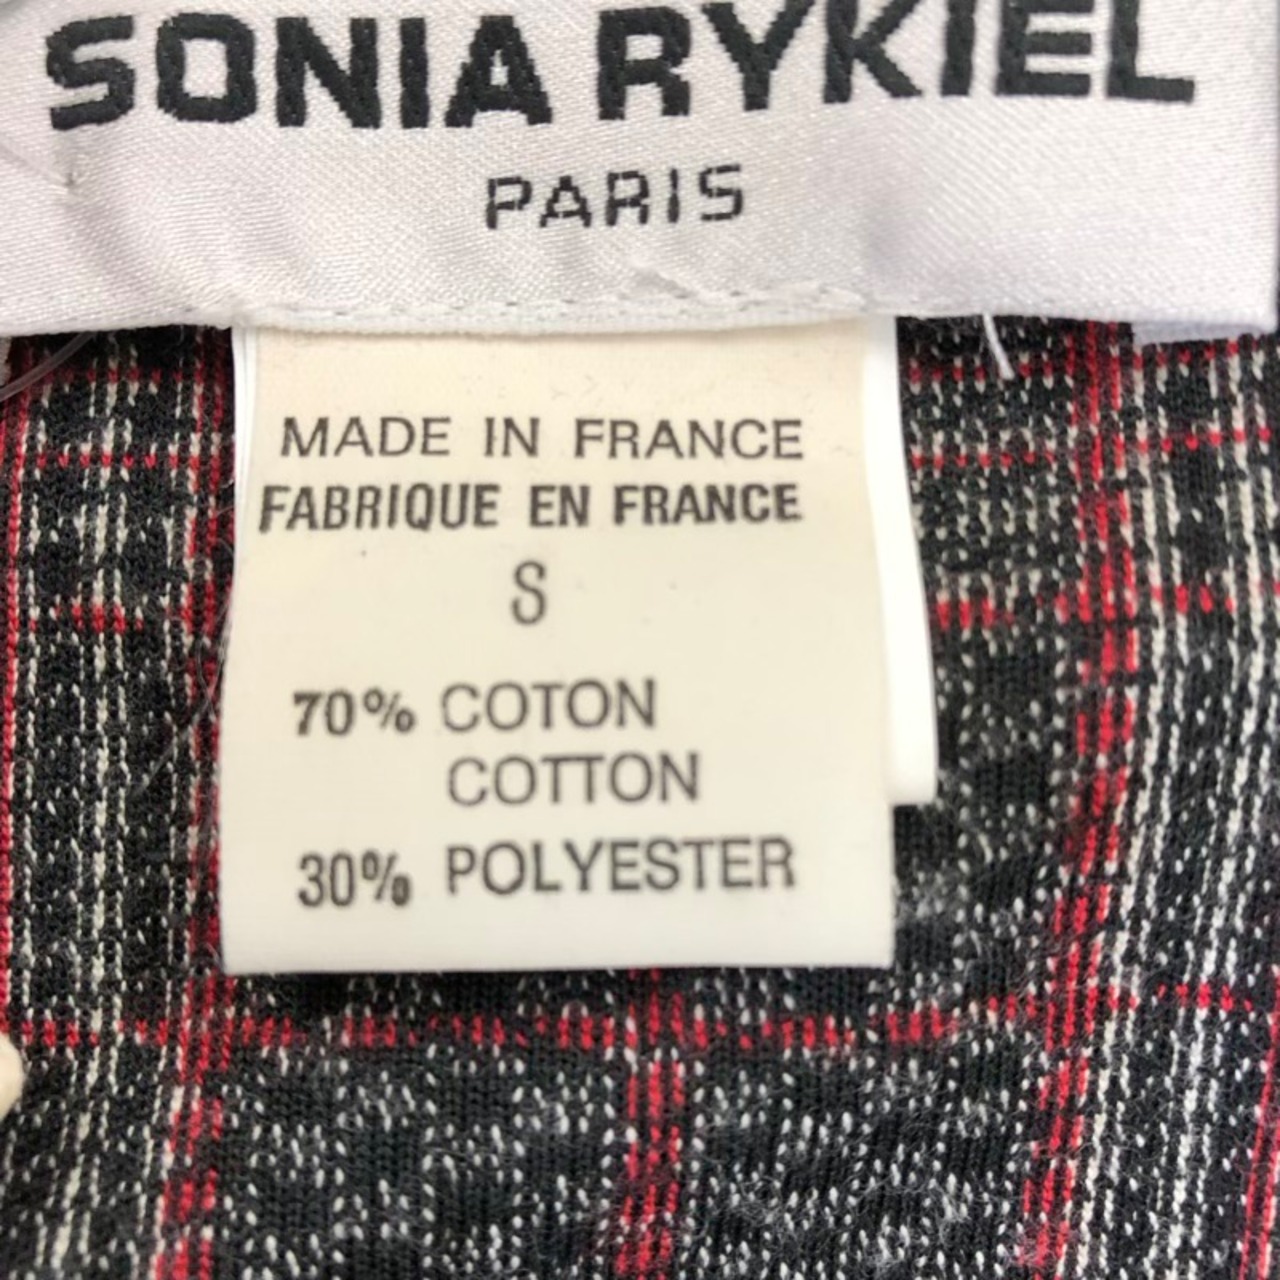 SONIA RYKIEL
PARIS
MADE IN FRANCE
FABRIQUE EN FRANCE
S
70% COTON
COTTON
30% POLYESTER